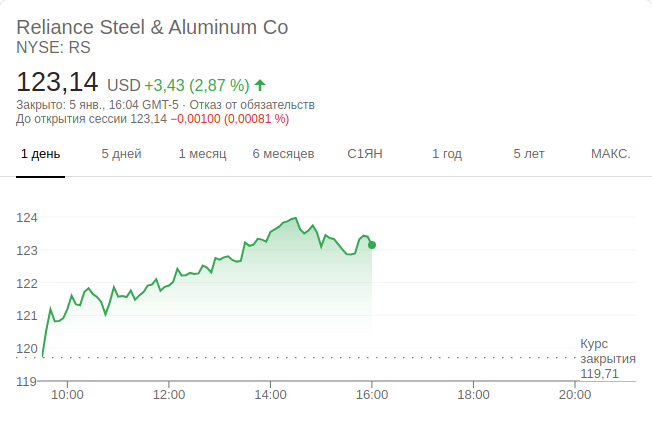 Reliance Steel & Aluminum Co
NYSE: RS
123,14 USD +3,43 (2,87 %)
Закрыто: 5 янв., 16:04 GMT-5 · Отказ от обязательств
До открытия сессии 123,14 −0,00100 (0,00081 %)
1 день 5 дней 1 месяц 6 месяцев С1ЯН 1 год 5 лет МАКС.
124
123
122
121
120
119
Курс
закрытия
119,71
10:00 12:00 14:00 16:00 18:00 20:00